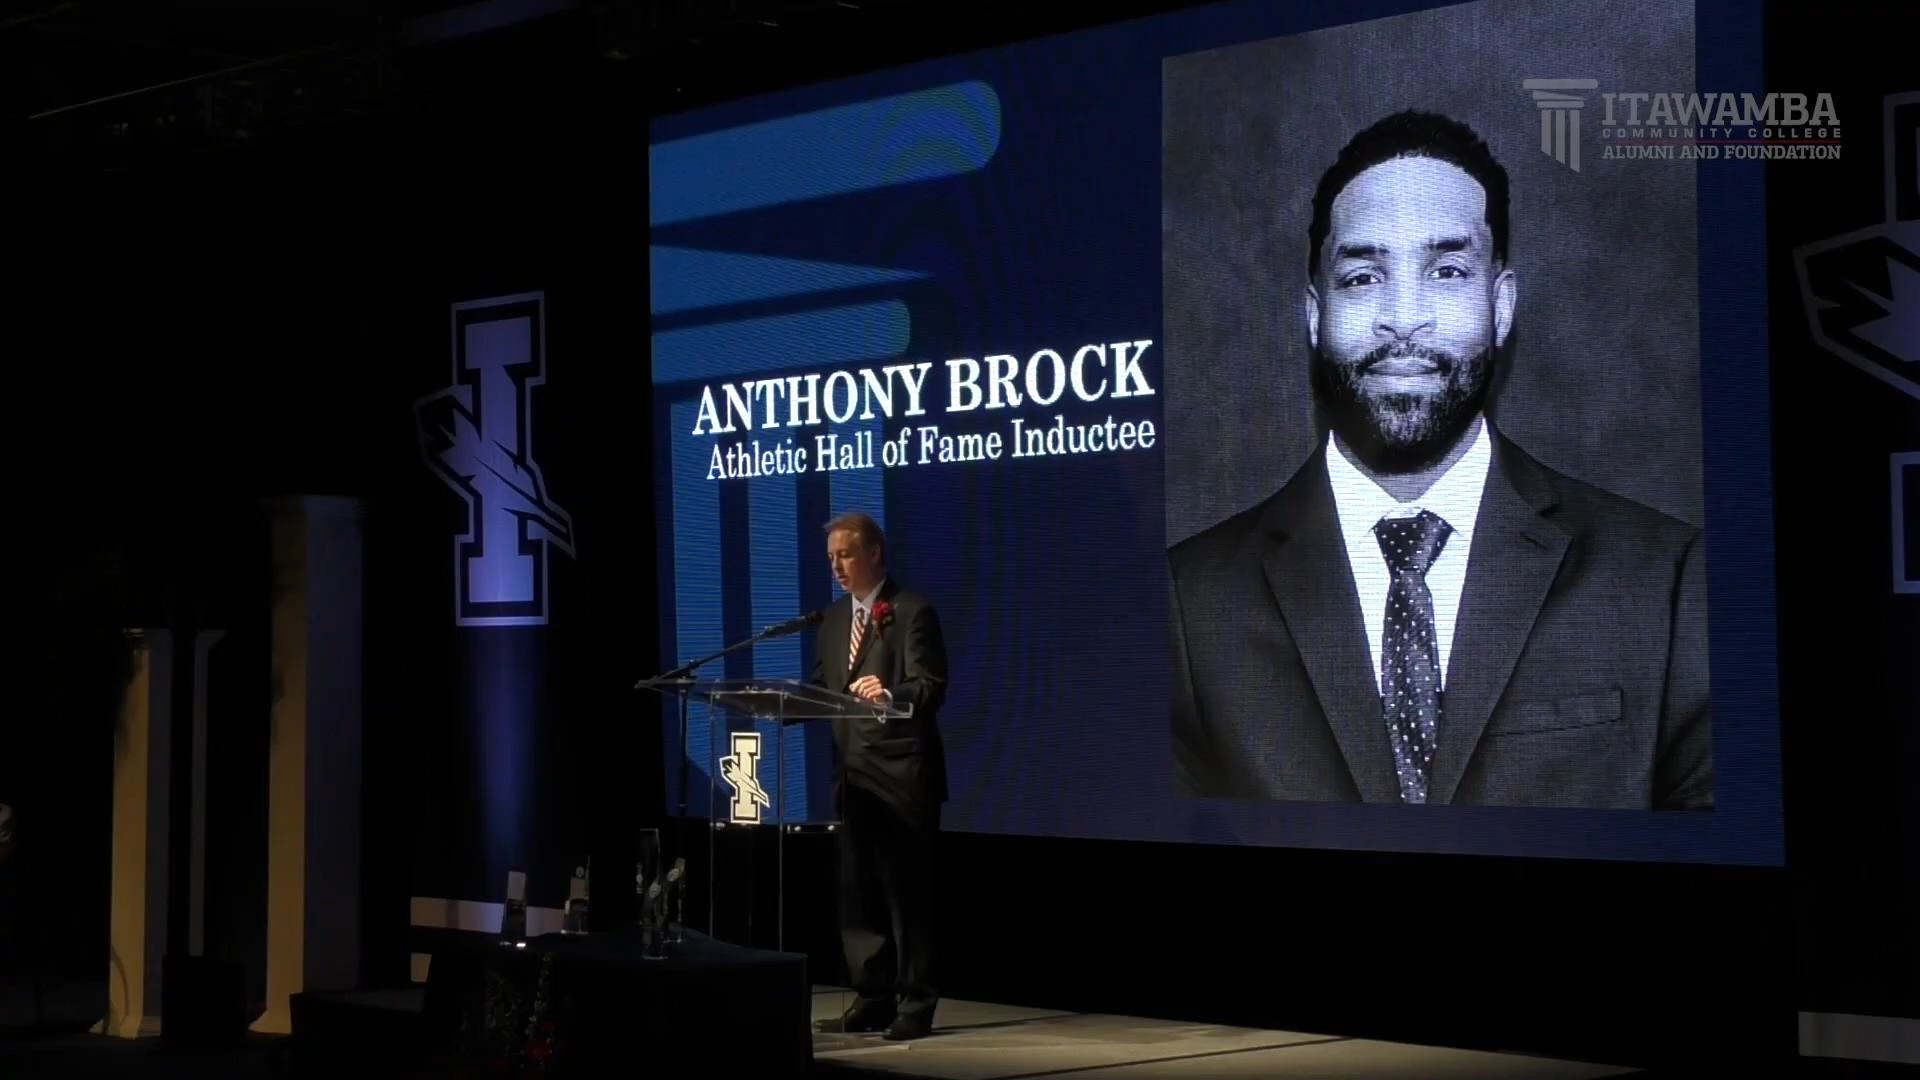 ITAWAMBA
COMMUNITY COLLEGE
ALUMNI AND FOUNDATION
ANTHONY BROCK
Athletic Hall of Fame Inductee
I
I